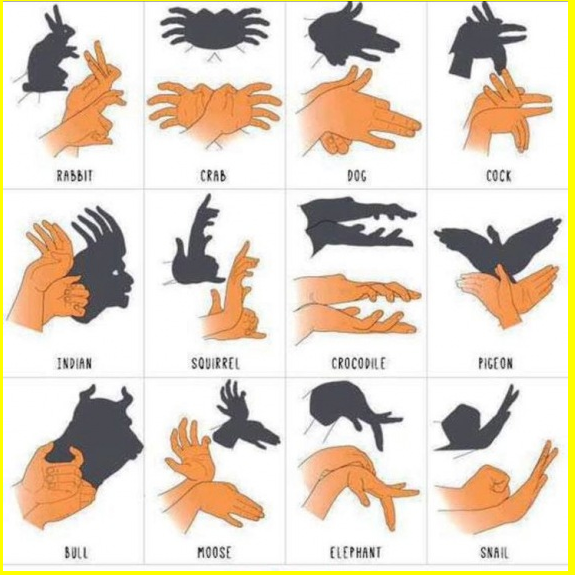 RABBIT
CRAB
DOG
COCK
INDIAN
SQUIRREL
CROCODILE
PIGEON
BULL
MOOSE
ELEPHANT
SNAIL